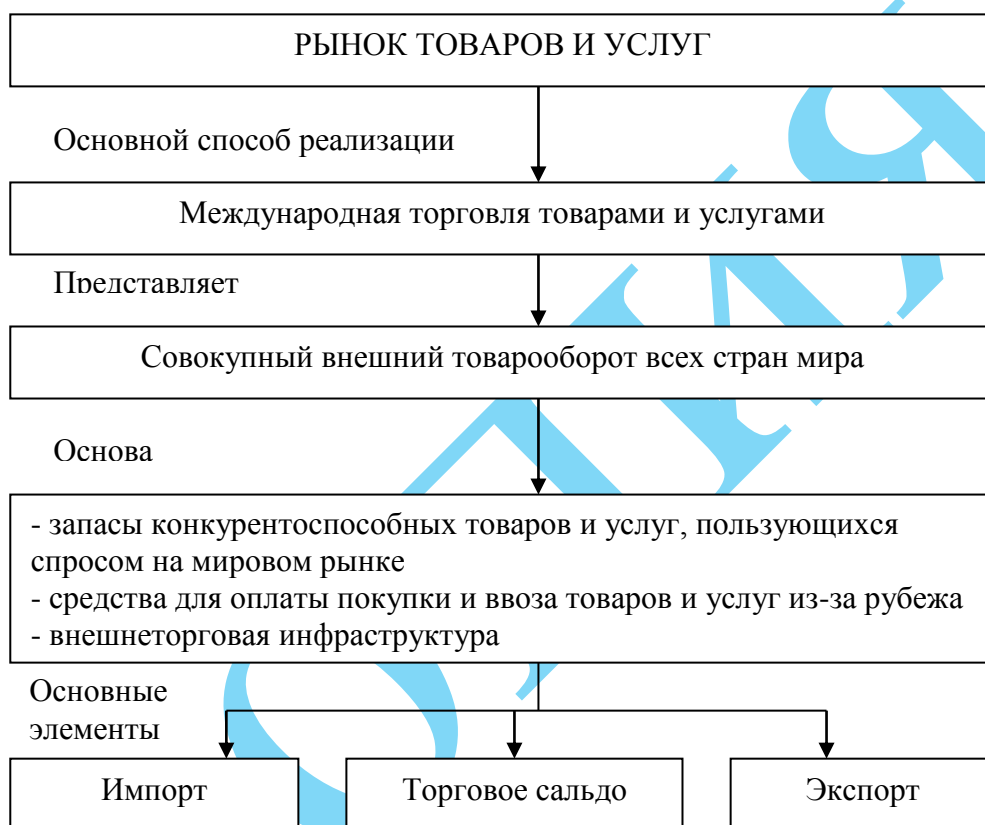 РЫНОК ТОВАРОВ И УСЛУГ
Основной способ реализации
Международная торговля товарами и услугами
Представляет
Совокупный внешний товарооборот всех стран мира
Основа
- запасы конкурентоспособных товаров и услуг, пользующихся
спросом на мировом рынке
- средства для оплаты покупки и ввоза товаров и услуг из-за рубежа
- внешнеторговая инфраструктура
Основные
элементы
Импорт
Торговое сальдо
Экспорт